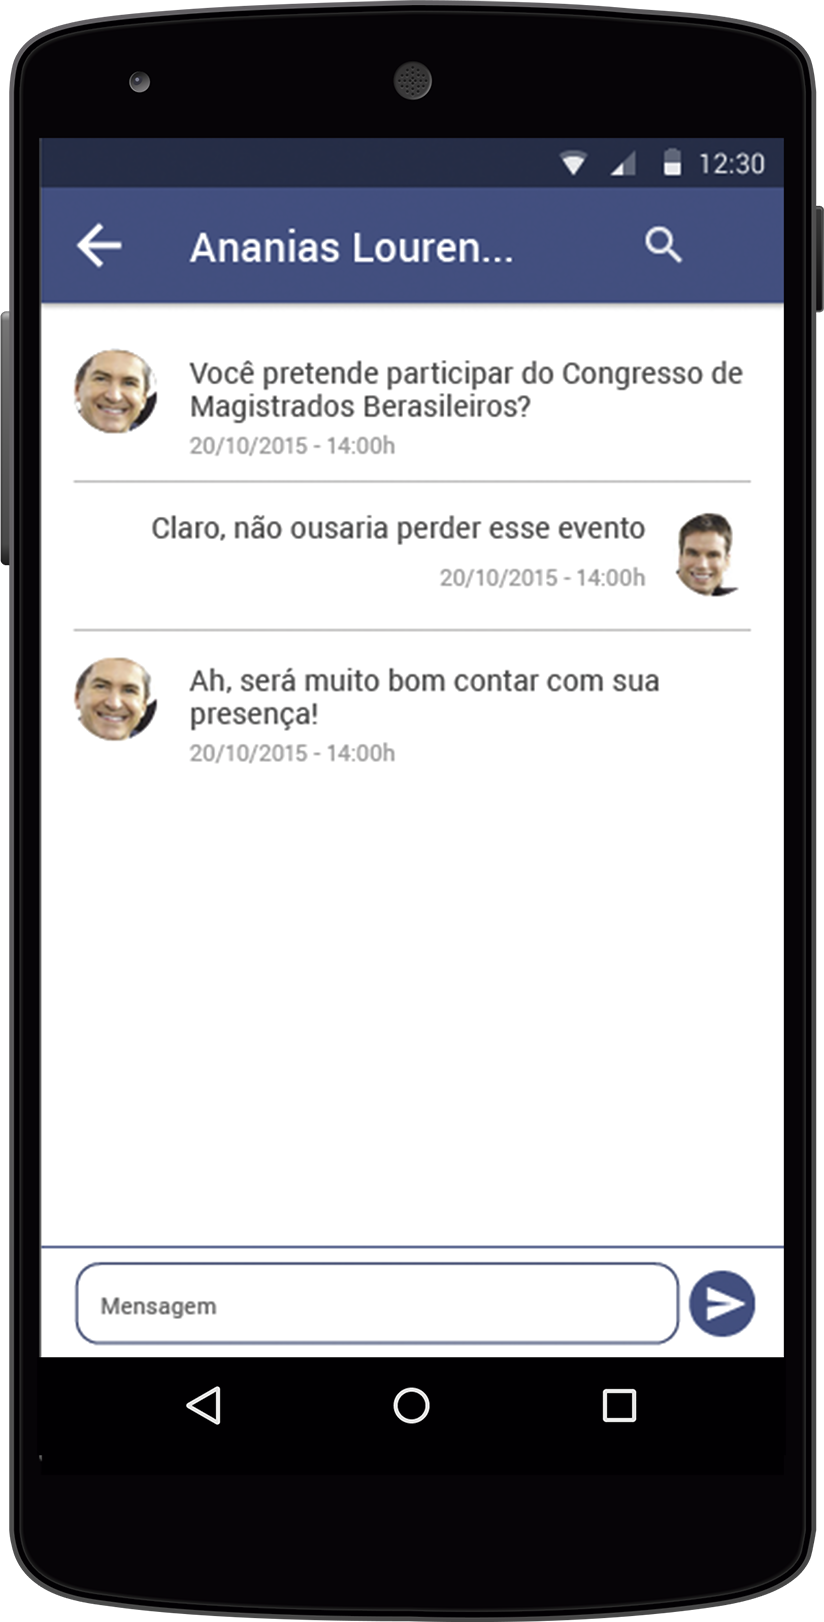 12:30
Ananias Louren...
Você pretende participar do Congresso de
Magistrados Berasileiros?
20/10/2015 - 14:00h
Claro, não ousaria perder esse evento
20/10/2015 - 14:00h
Ah, será muito bom contar com sua
presença!
20/10/2015 - 14:00h
Mensagem